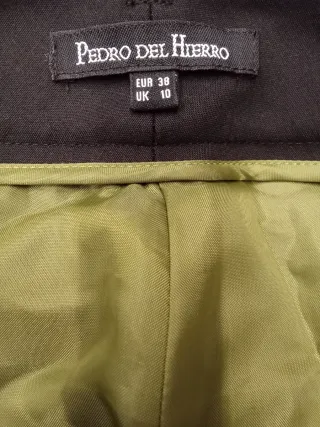 PEDRO DEL HIERRO
EUR 38
UK 10